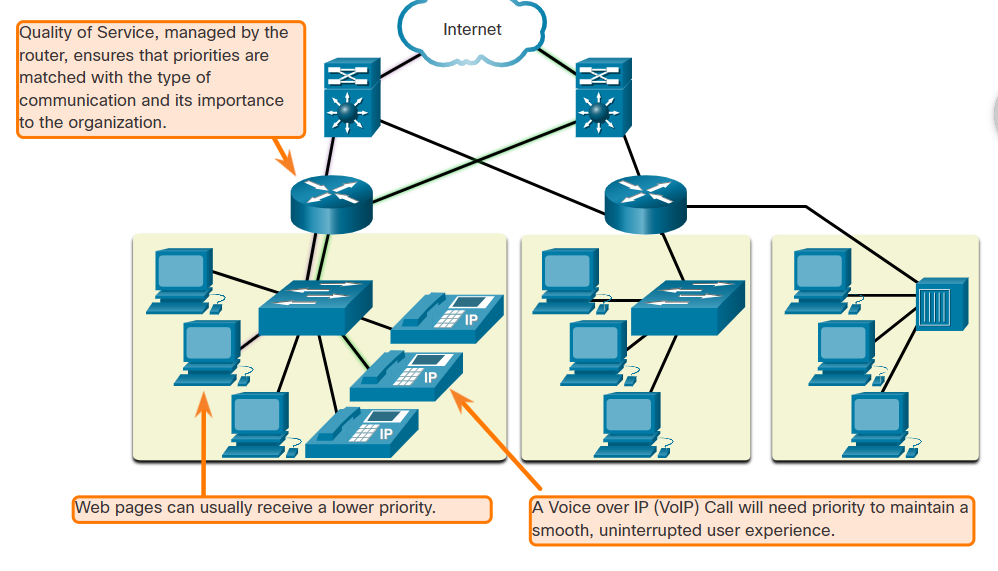 Internet
Quality of Service, managed by the
router, ensures that priorities are
matched with the type of
communication and its importance
to the organization.
IP
IP
IP
Web pages can usually receive a lower priority.
A Voice over IP (VoIP) Call will need priority to maintain a
smooth, uninterrupted user experience.